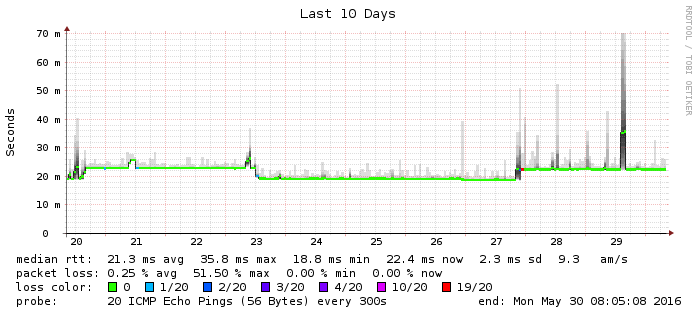 Last 10 Days
RRDTOOL / TOBI OETIKER
Seconds
70 m
60 m
50 m
40 m
30 m
20 m
10 m
0
20 21 22 23 24 25 26 27 28 29
median rtt: 21.3 ms avg 35.8 ms max 18.8 ms min 22.4 ms now 2.3 ms sd 9.3 am/s
packet loss: 0.25 % avg 51.50 % max 0.00 % min 0.00 % now
loss color: 0 1/20 2/20 3/20 4/20 10/20 19/20
probe: 20 ICMP Echo Pings (56 Bytes) every 300s end: Mon May 30 08:05:08 2016